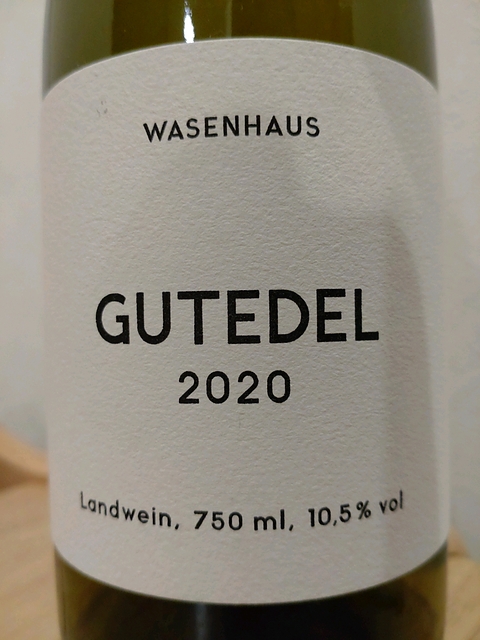 WASENHAUS
GUTEDEL
2020
Landwein, 750 ml, 10,5% vol